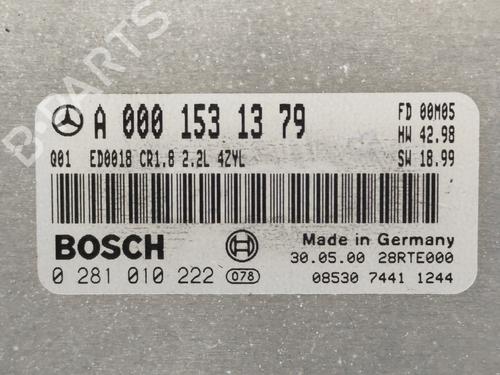 B-PARTS
A 000 153 13 79
FD 00M05
HW 42.98
Q01 ED0018 CR1.8 2.2L 4ZYL
SW 18.99
BOSCH
Made in Germany
0 281 010 222 078
30.05.00 28RTE000
08530 7441 1244